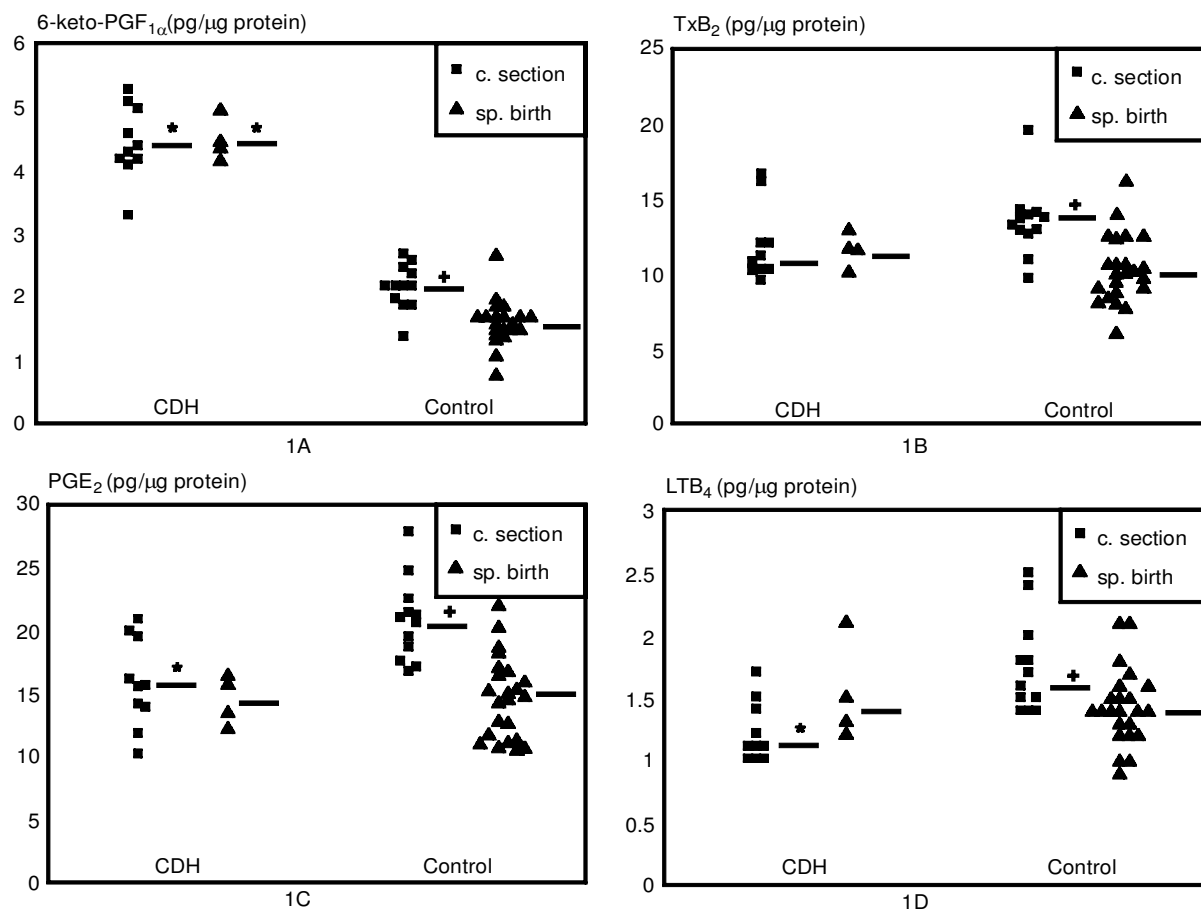 6-keto-PGF1α(pg/μg protein)
6
5
4
3
2
1
0
c. section
sp. birth
*
*
+
CDH
Control
1A
TxB2 (pg/μg protein)
25
20
15
10
5
0
c. section
sp. birth
+
CDH
Control
1B
PGE2 (pg/μg protein)
30
25
20
15
10
5
0
c. section
sp. birth
*
+
CDH
Control
1C
LTB4 (pg/μg protein)
3
2.5
2
1.5
1
0.5
0
c. section
sp. birth
*
+
CDH
Control
1D